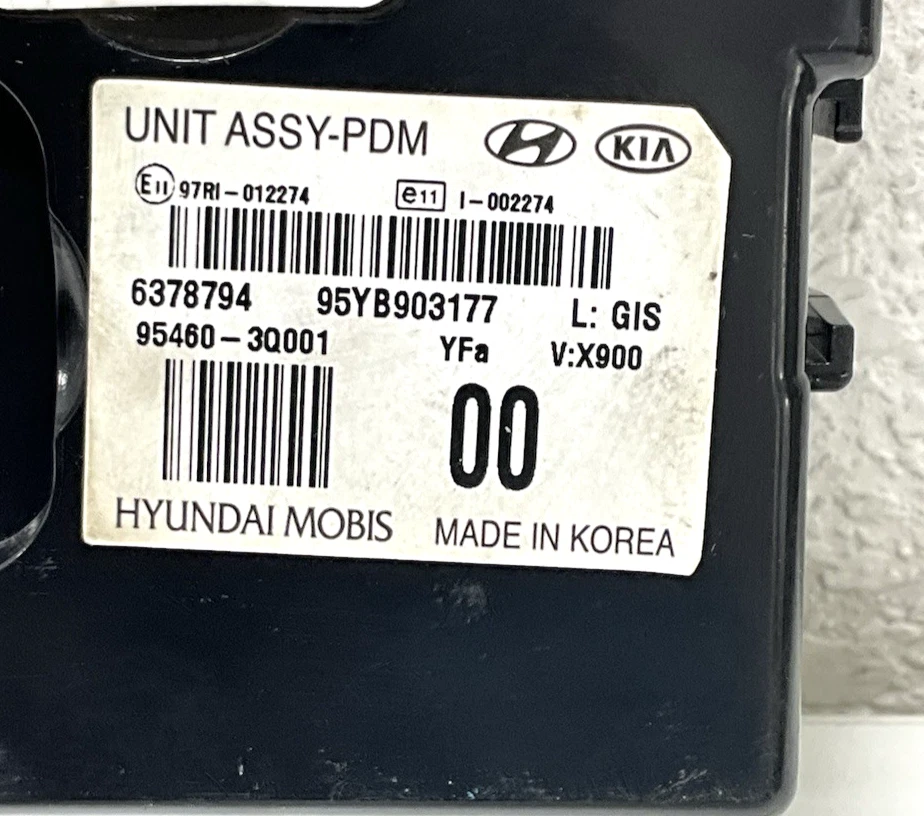 UNIT ASSY-PDM KIA
E11 97RI-012274 e11 I-002274
6378794 95YB903177 L: GIS
95460-3Q001 YFa V:X900
00
HYUNDAI MOBIS MADE IN KOREA